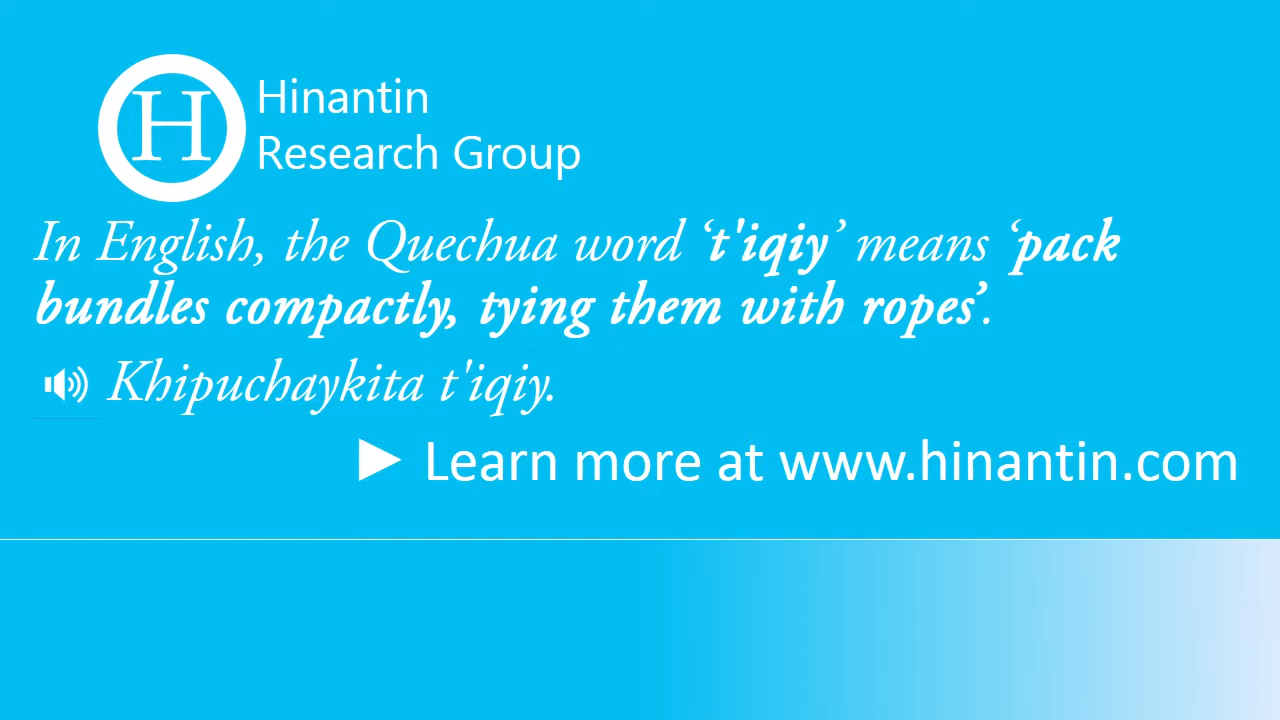 H
Hinantin
Research Group
In English, the Quechua word ‘t'iqiy’ means ‘pack
bundles compactly, tying them with ropes’.
Khipuchaykita t'iqiy.
Learn more at www.hinantin.com